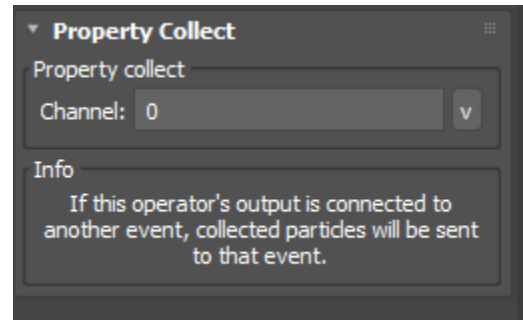 Property Collect
Property collect
Channel: 0 v
Info
If this operator's output is connected to
another event, collected particles will be sent
to that event.